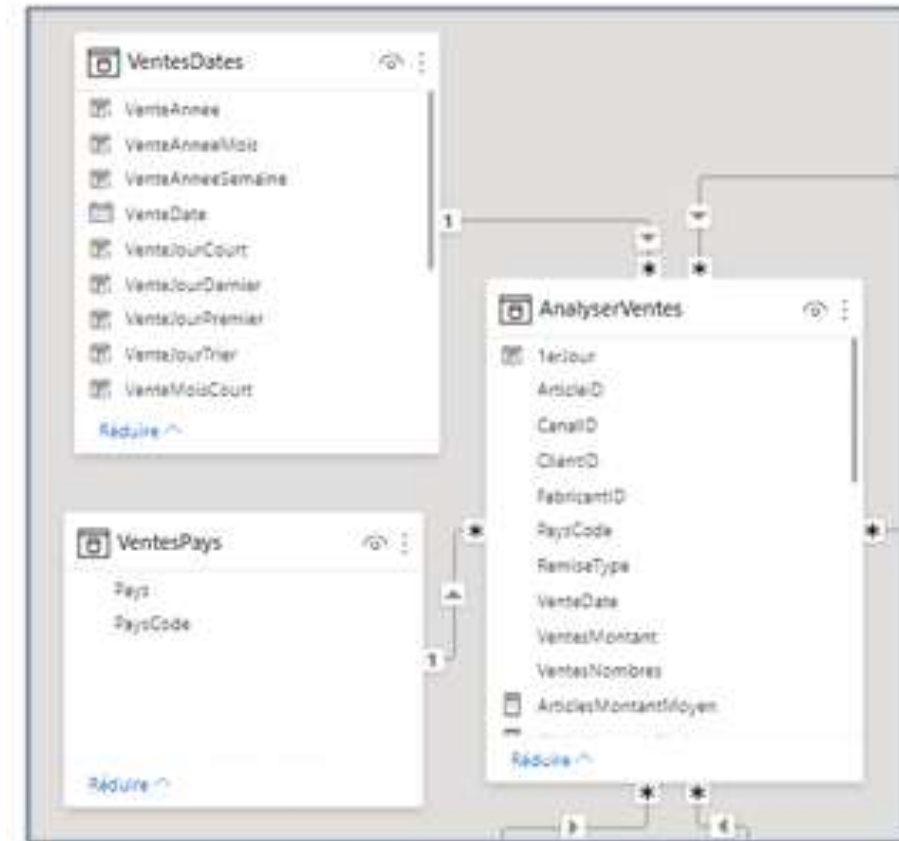 VentesDates
VenteAnnee
VenteAnneeMois
VenteAnneeSemaine
VenteDate
VenteJourCourt
VenteJourDernier
VenteJourPremier
VenteJourTrier
VenteMoisCourt
Réduire
1
*
*
AnalyserVentes
1erJour
ArticleID
CanalID
ClientID
FabricantID
PaysCode
RemiseType
VenteDate
VentesMontant
VentesNombres
ArticlesMontantMoyen
Réduire
*
*
*
*
VentesPays
Pays
PaysCode
1
Réduire